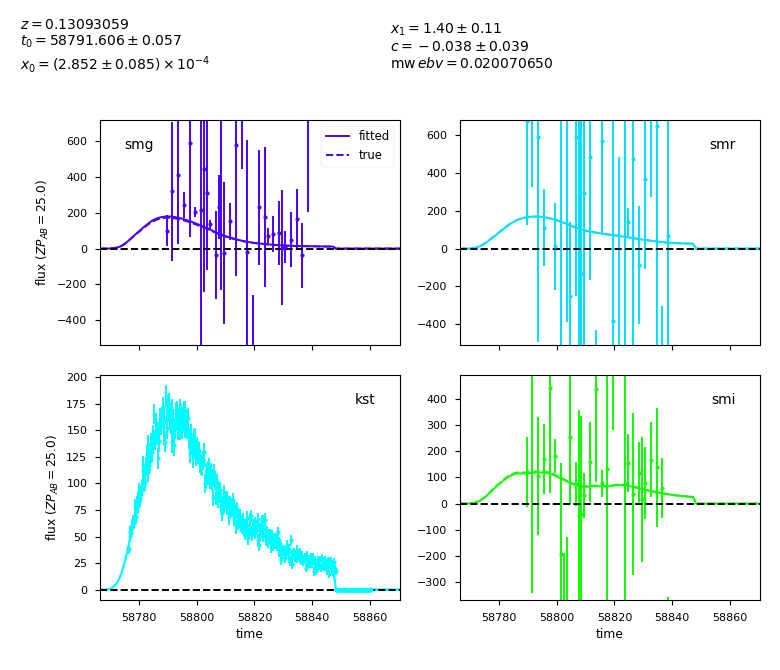 z = 0.13093059
t₀ = 58791.606 ± 0.057
x₀ = (2.852 ± 0.085) × 10⁻⁴
x₁ = 1.40 ± 0.11
c = −0.038 ± 0.039
mw ebv = 0.020070650
smg
fitted
true
600
400
200
0
−200
−400
flux (ZP_AB = 25.0)
smr
600
400
200
0
−200
−400
kst
200
175
150
125
100
75
50
25
0
flux (ZP_AB = 25.0)
58780 58800 58820 58840 58860
time
smi
400
300
200
100
0
−100
−200
−300
58780 58800 58820 58840 58860
time